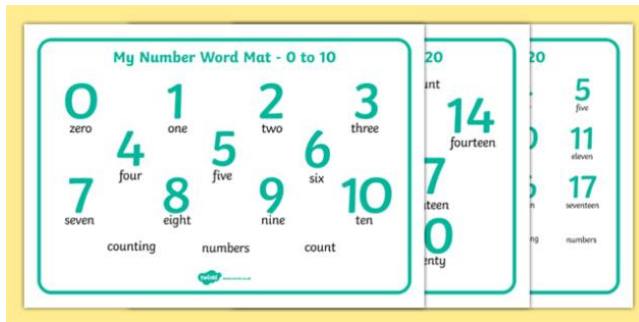 My Number Word Mat - 0 to 10
0 1 2 3
zero one two three
4 5 6
four five six
7 8 9 10
seven eight nine ten
counting numbers count
twinkl
20
14
fourteen
20
5
five
11
eleven
17
seventeen
numbers